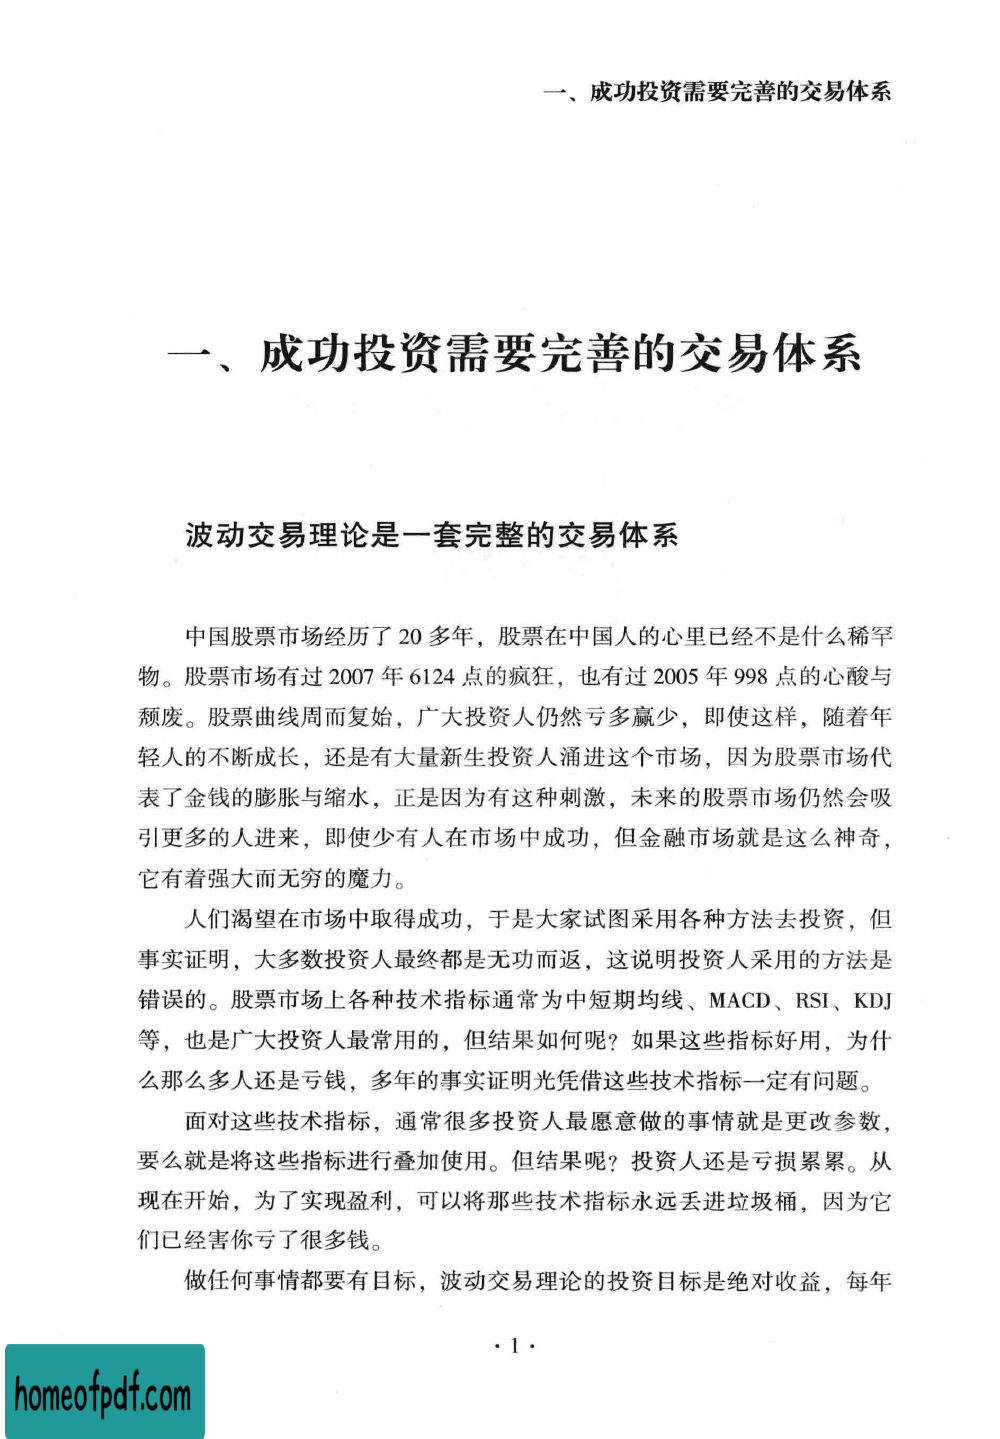 一、成功投资需要完善的交易体系
一、成功投资需要完善的交易体系
波动交易理论是一套完整的交易体系
中国股票市场经历了 20 多年，股票在中国人的心里已经不是什么稀罕
物。股票市场有过 2007 年 6124 点的疯狂，也有过 2005 年 998 点的心酸与
颓废。股票曲线周而复始，广大投资人仍然亏多赢少，即使这样，随着年
轻人的不断成长，还是有大量新生投资人涌进这个市场，因为股票市场代
表了金钱的膨胀与缩水，正是因为有这种刺激，未来的股票市场仍然会吸
引更多的人进来，即使少有人在市场中成功，但金融市场就是这么神奇，
它有着强大而无穷的魔力。
人们渴望在市场中取得成功，于是大家试图采用各种方法去投资，但
事实证明，大多数投资人最终都是无功而返，这说明投资人采用的方法是
错误的。股票市场上各种技术指标通常为中短期均线、MACD、RSI、KDJ
等，也是广大投资人最常用的，但结果如何呢？如果这些指标好用，为什
么那么多人还是亏钱，多年的事实证明光凭借这些技术指标一定有问题。
面对这些技术指标，通常很多投资人最愿意做的事情就是更改参数，
要么就是将这些指标进行叠加使用。但结果呢？投资人还是亏损累累。从
现在开始，为了实现盈利，可以将那些技术指标永远丢进垃圾桶，因为它
们已经害你亏了很多钱。
做任何事情都要有目标，波动交易理论的投资目标是绝对收益，每年
· 1 ·
homeofpdf.com